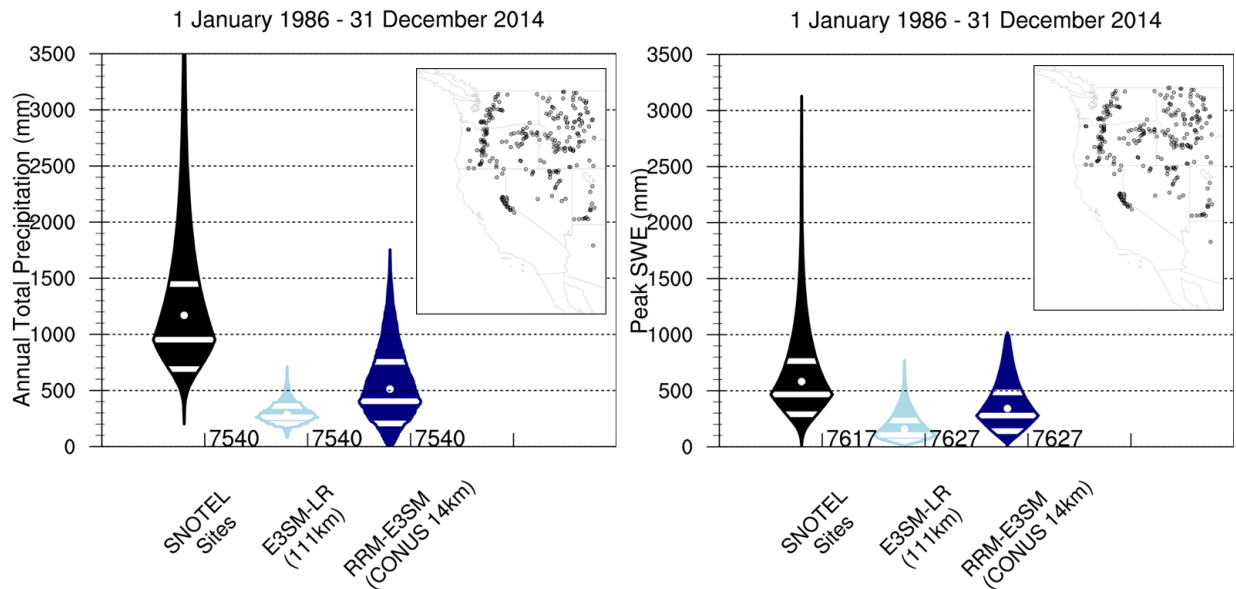 1 January 1986 - 31 December 2014
Annual Total Precipitation (mm)
3500
3000
2500
2000
1500
1000
500
0
7540
7540
7540
SNOTEL
Sites
E3SM-LR
(111km)
RRM-E3SM
(CONUS 14km)
1 January 1986 - 31 December 2014
Peak SWE (mm)
3500
3000
2500
2000
1500
1000
500
0
7617
7627
7627
SNOTEL
Sites
E3SM-LR
(111km)
RRM-E3SM
(CONUS 14km)